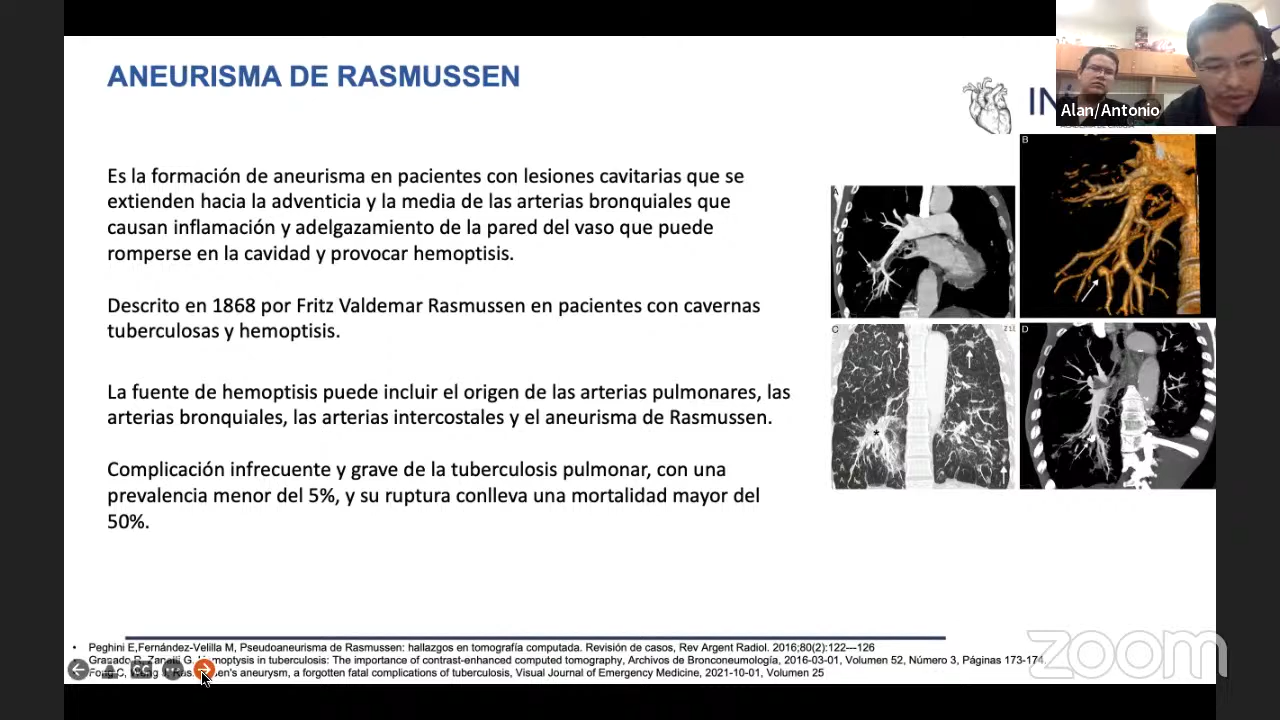 ANEURISMA DE RASMUSSEN
Alan/Antonio
Es la formación de aneurisma en pacientes con lesiones cavitarias que se
extienden hacia la adventicia y la media de las arterias bronquiales que
causan inflamación y adelgazamiento de la pared del vaso que puede
romperse en la cavidad y provocar hemoptisis.
Descrito en 1868 por Fritz Valdemar Rasmussen en pacientes con cavernas
tuberculosas y hemoptisis.
La fuente de hemoptisis puede incluir el origen de las arterias pulmonares, las
arterias bronquiales, las arterias intercostales y el aneurisma de Rasmussen.
Complicación infrecuente y grave de la tuberculosis pulmonar, con una
prevalencia menor del 5%, y su ruptura conlleva una mortalidad mayor del
50%.
A
B
C
D
• Peghini E,Fernández-Velilla M, Pseudoaneurisma de Rasmussen: hallazgos en tomografía computada. Revisión de casos, Rev Argent Radiol. 2016;80(2):122—126
in tuberculosis: The importance of contrast-enhanced computed tomography, Archivos de Bronconeumología, 2016-03-01, Volumen 52, Número 3, Páginas 173-174.
aneurysm, a forgotten fatal complications of tuberculosis, Visual Journal of Emergency Medicine, 2021-10-01, Volumen 25
zoom